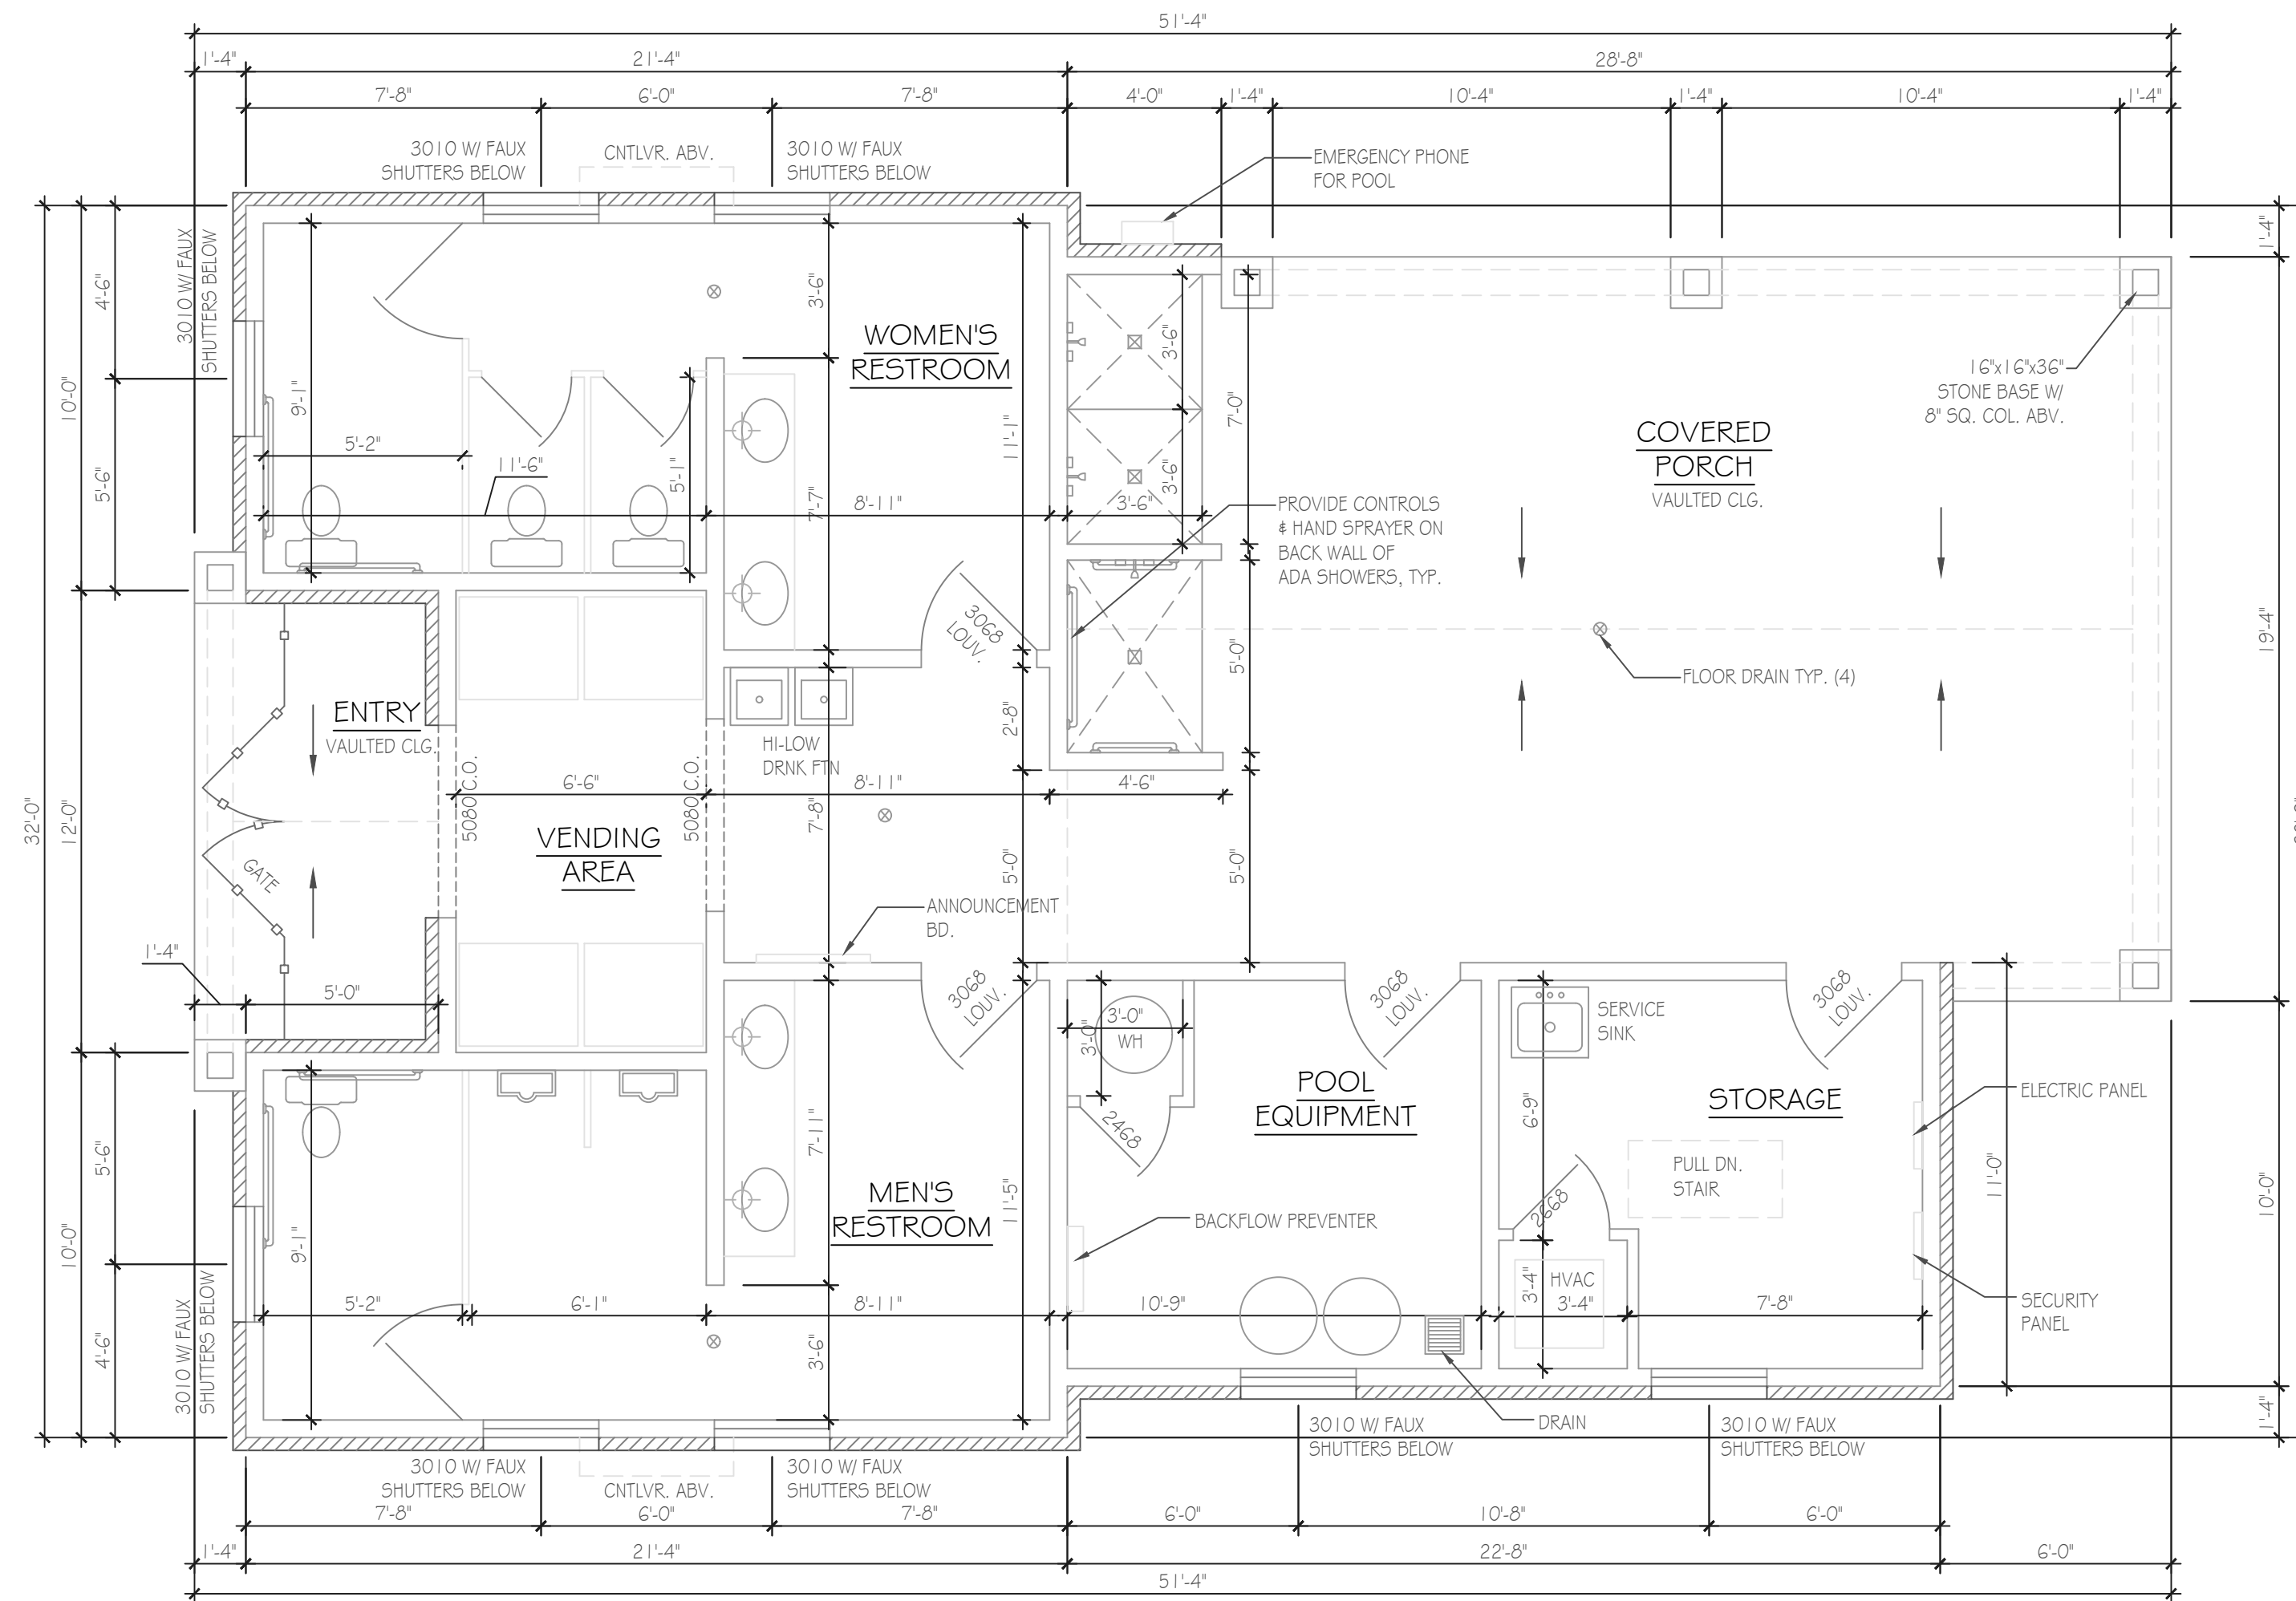 51'-4"
1'-4"
21'-4"
28'-8"
7'-8"
6'-0"
7'-8"
4'-0"
1'-4"
10'-4"
1'-4"
10'-4"
1'-4"
3010 W/ FAUX
SHUTTERS BELOW
CNTLVR. ABV.
3010 W/ FAUX
SHUTTERS BELOW
EMERGENCY PHONE
FOR POOL
3010 W/ FAUX
SHUTTERS BELOW
4'-6"
10'-0"
5'-6"
32'-0"
12'-0"
9'-1"
5'-2"
11'-6"
5'-1"
3'-6"
7'-7"
8'-11"
11'-1"
WOMEN'S
RESTROOM
3'-6"
3'-6"
3'-6"
7'-0"
1'-4"
16"x16"x36"
STONE BASE W/
8" SQ. COL. ABV.
COVERED
PORCH
VAULTED CLG.
PROVIDE CONTROLS
& HAND SPRAYER ON
BACK WALL OF
ADA SHOWERS, TYP.
3068
LOUV.
5'-0"
19'-4"
FLOOR DRAIN TYP. (4)
ENTRY
VAULTED CLG.
HI-LOW
DRNK FTN
2'-8"
5080 C.O.
5080 C.O.
6'-6"
8'-11"
4'-6"
7'-8"
VENDING
AREA
GATE
5'-0"
5'-0"
ANNOUNCEMENT
BD.
1'-4"
5'-0"
3068
LOUV.
3'-0"
3'-0"
WH
3068
LOUV.
SERVICE
SINK
3068
LOUV.
POOL
EQUIPMENT
STORAGE
ELECTRIC PANEL
2468
6'-9"
7'-11"
11'-5"
5'-6"
10'-0"
4'-6"
9'-1"
MEN'S
RESTROOM
PULL DN.
STAIR
2668
11'-0"
10'-0"
BACKFLOW PREVENTER
HVAC
3'-4"
3'-4"
7'-8"
SECURITY
PANEL
5'-2"
6'-1"
8'-11"
10'-9"
3'-6"
3010 W/ FAUX
SHUTTERS BELOW
1'-4"
3010 W/ FAUX
SHUTTERS BELOW
DRAIN
3010 W/ FAUX
SHUTTERS BELOW
3010 W/ FAUX
SHUTTERS BELOW
CNTLVR. ABV.
3010 W/ FAUX
SHUTTERS BELOW
7'-8"
6'-0"
7'-8"
6'-0"
10'-8"
6'-0"
1'-4"
21'-4"
22'-8"
6'-0"
51'-4"